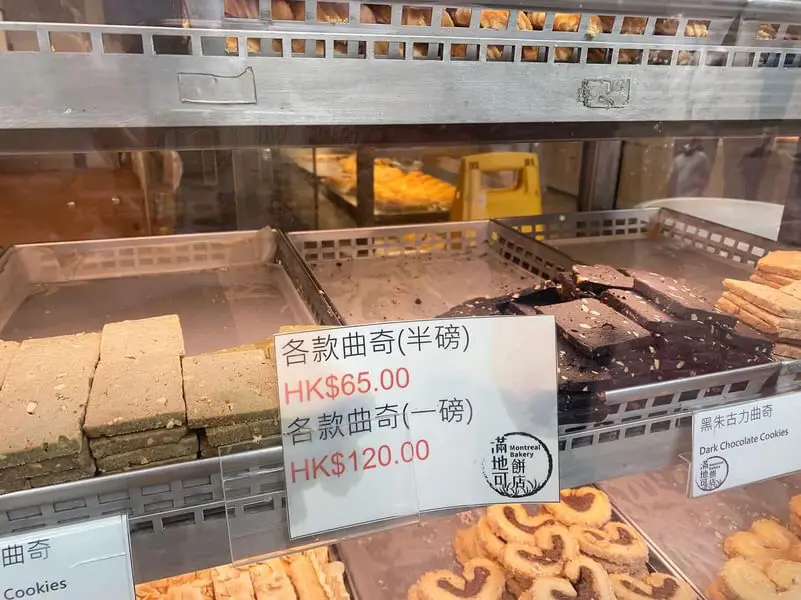 各款曲奇(半磅)
HK$65.00
各款曲奇(一磅)
HK$120.00
滿地可
Montreal
Bakery
餅店
黑朱古力曲奇
Dark Chocolate Cookies
滿地可
Montreal
Bakery
餅店
曲奇
Cookies